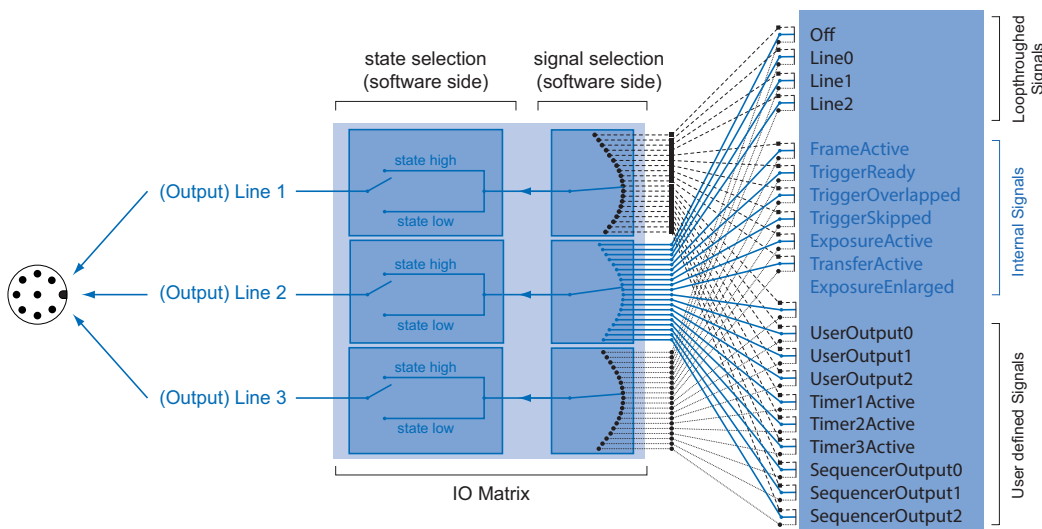 state selection
(software side)
signal selection
(software side)
(Output) Line 1
state high
state low
(Output) Line 2
state high
state low
(Output) Line 3
state high
state low
IO Matrix
Off
Line0
Line1
Line2
FrameActive
TriggerReady
TriggerOverlapped
TriggerSkipped
ExposureActive
TransferActive
ExposureEnlarged
UserOutput0
UserOutput1
UserOutput2
Timer1Active
Timer2Active
Timer3Active
SequencerOutput0
SequencerOutput1
SequencerOutput2
Loopthroughed
Signals
Internal Signals
User defined Signals